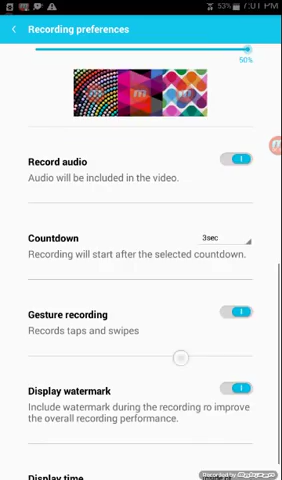 53% 7:01 PM
Recording preferences
50%
Record audio
Audio will be included in the video.
Countdown
3sec
Recording will start after the selected countdown.
Gesture recording
Records taps and swipes
Display watermark
Include watermark during the recording ro improve
the overall recording performance.
Display time
Recorded by